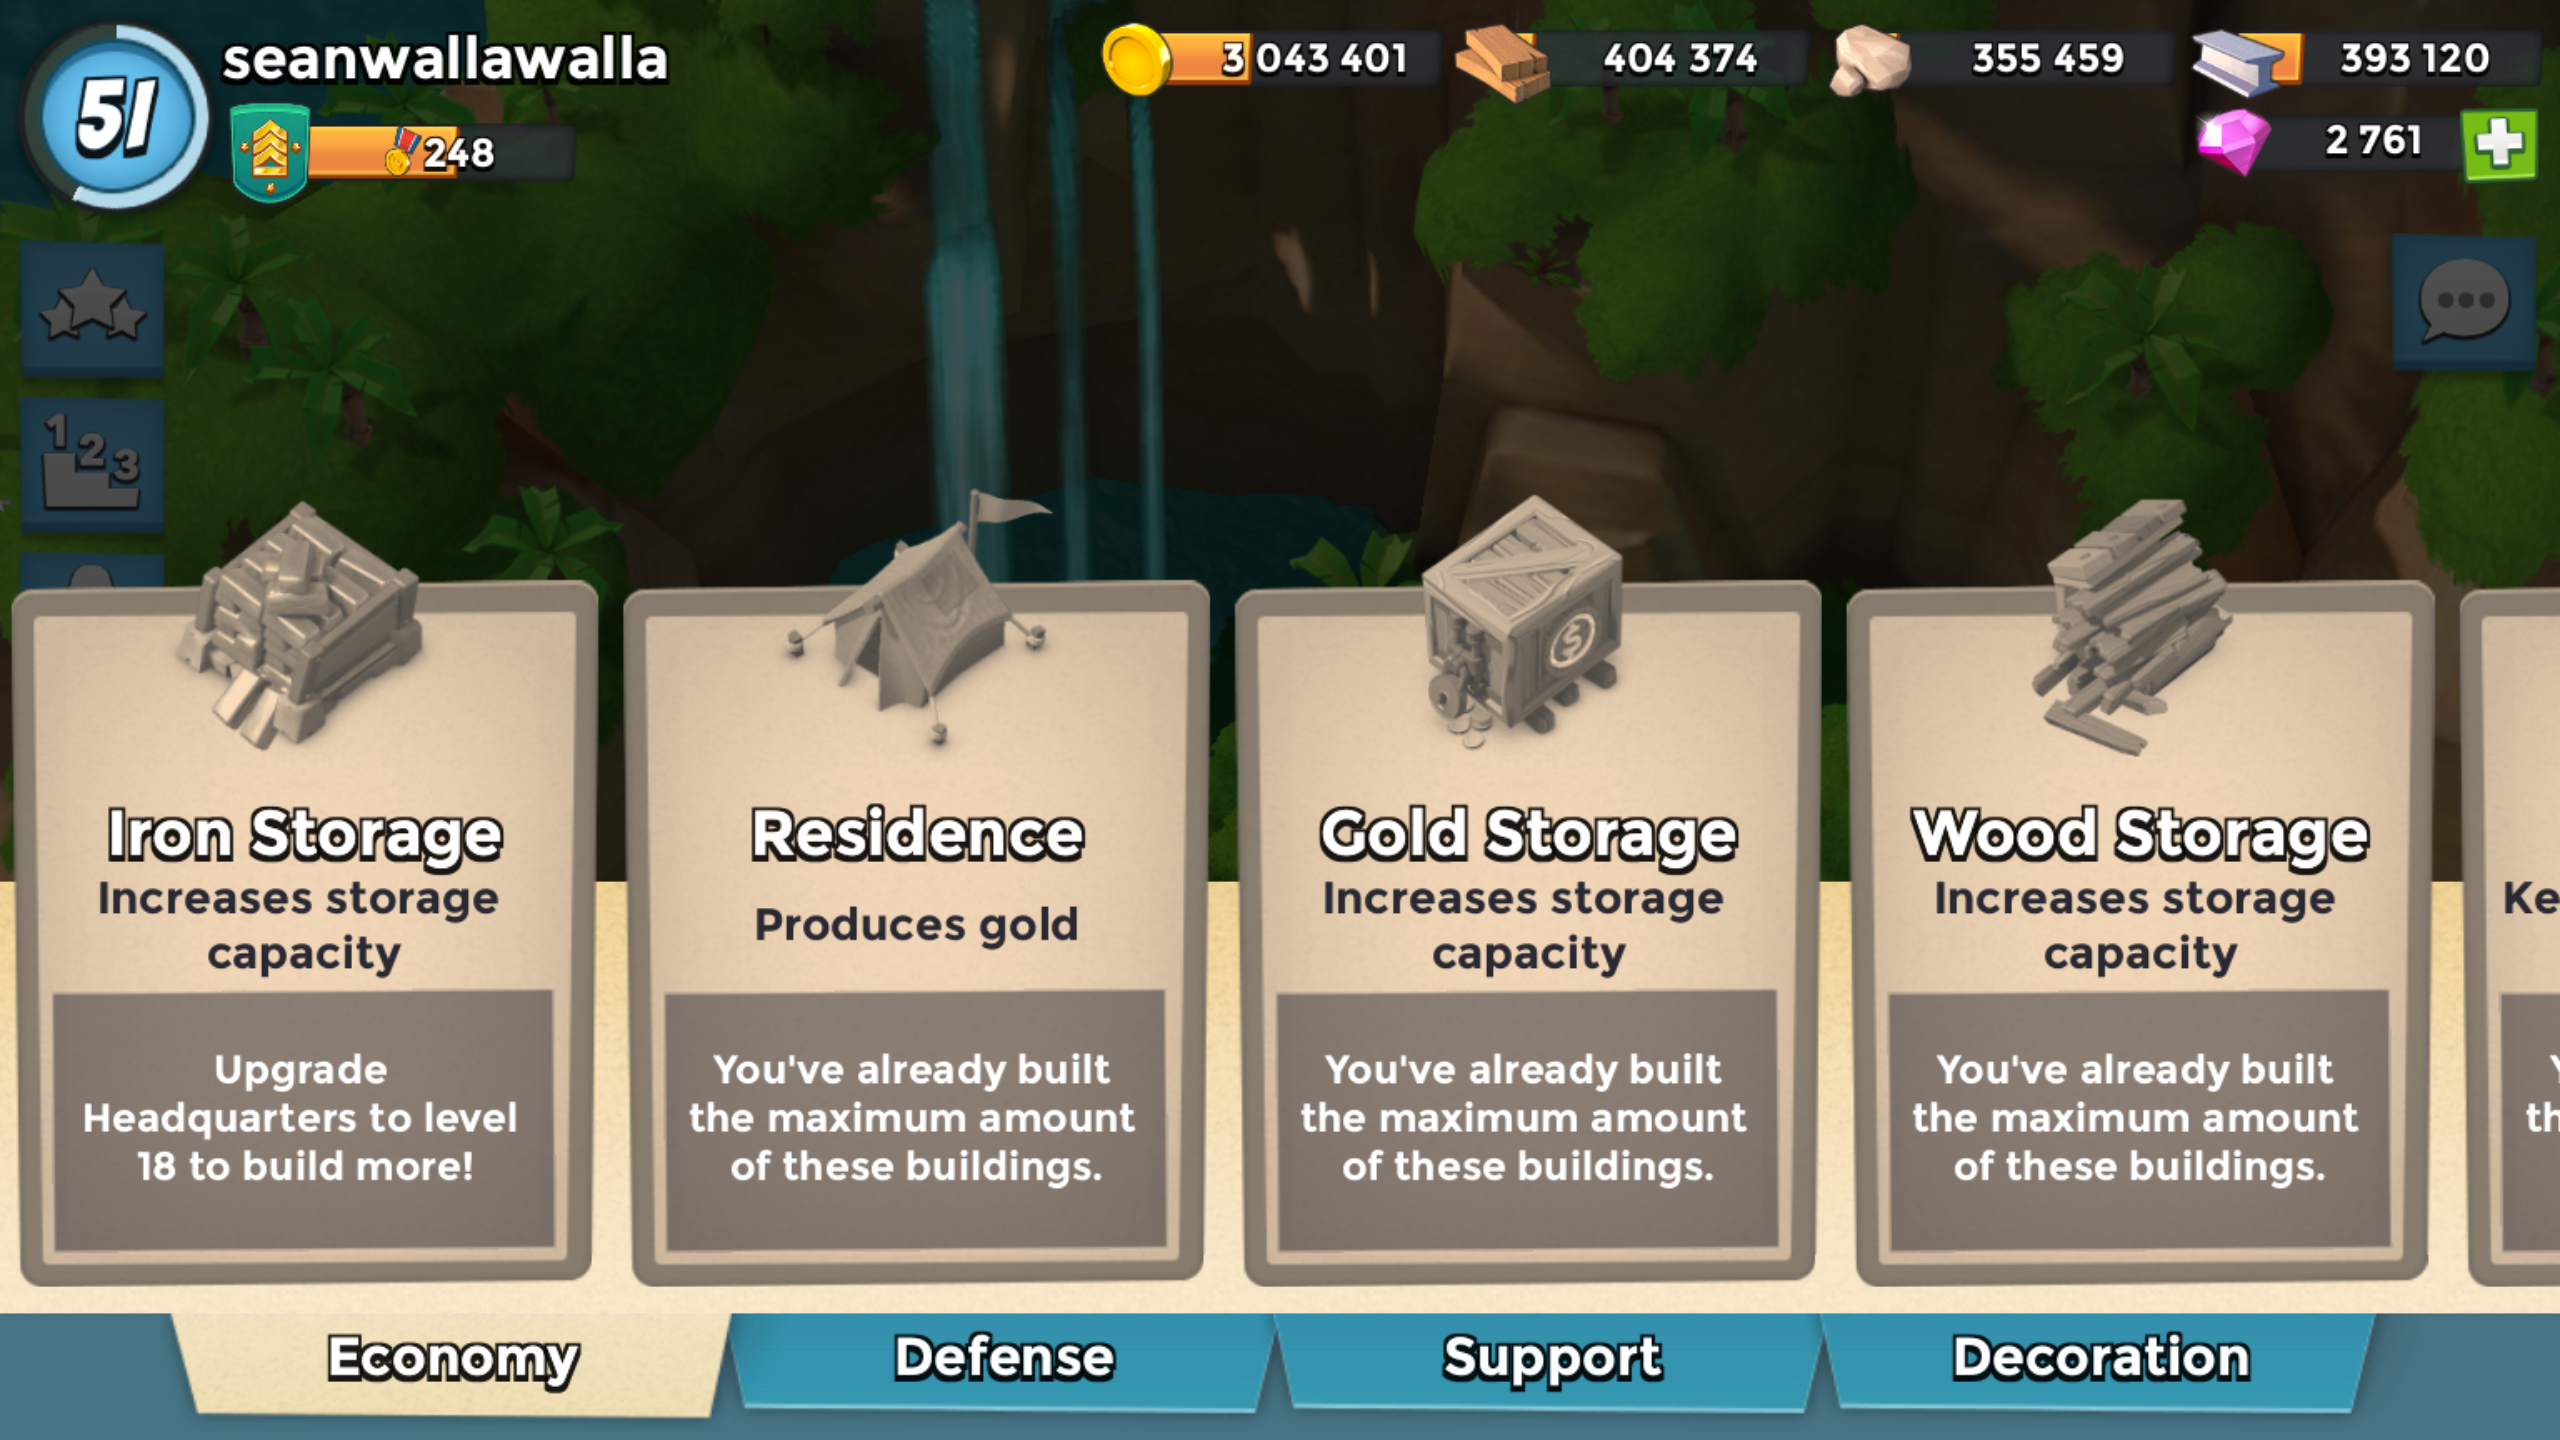 51
seanwallawalla
248
3 043 401
404 374
355 459
393 120
2 761
1 2 3
Iron Storage
Increases storage
capacity
Upgrade
Headquarters to level
18 to build more!
Residence
Produces gold
You've already built
the maximum amount
of these buildings.
Gold Storage
Increases storage
capacity
You've already built
the maximum amount
of these buildings.
Wood Storage
Increases storage
capacity
You've already built
the maximum amount
of these buildings.
Economy
Defense
Support
Decoration